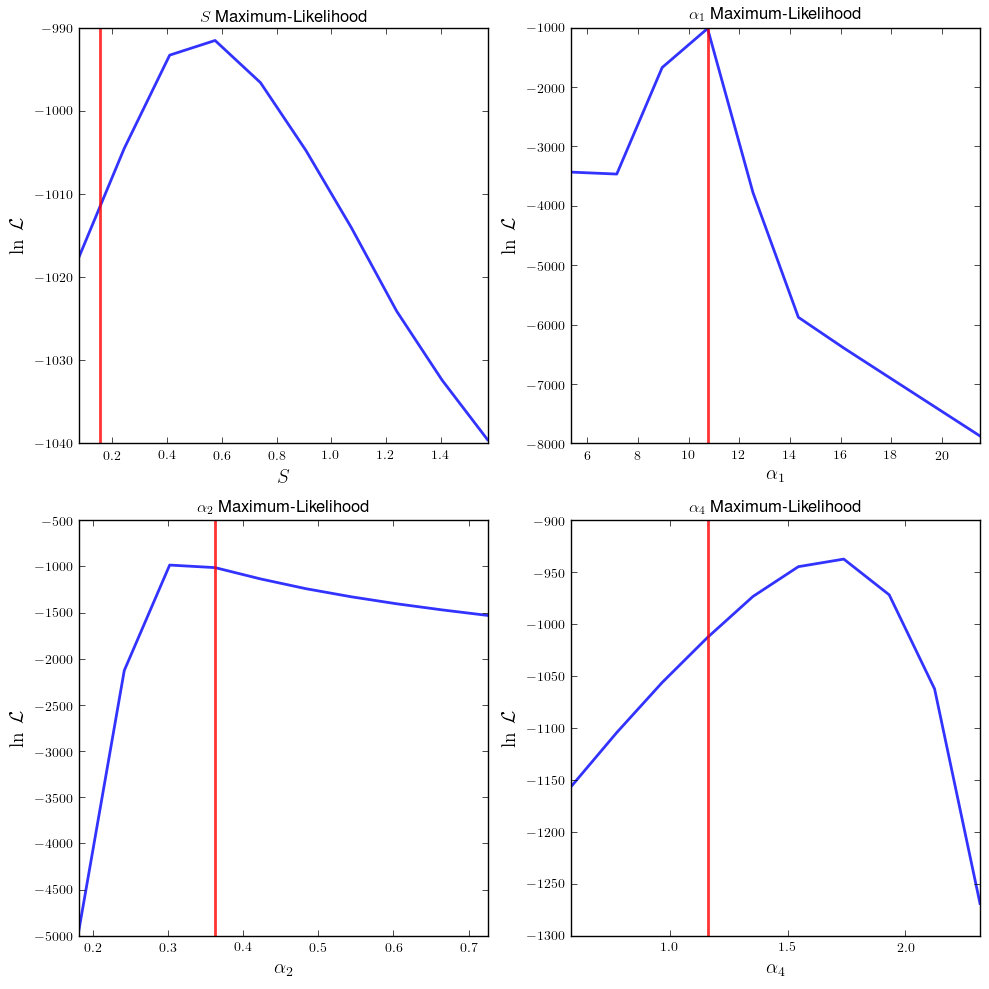 S Maximum-Likelihood
−990
−1000
−1010
−1020
−1030
−1040
ln ℒ
0.2 0.4 0.6 0.8 1.0 1.2 1.4
S
α₁ Maximum-Likelihood
−1000
−2000
−3000
−4000
−5000
−6000
−7000
−8000
ln ℒ
6 8 10 12 14 16 18 20
α₁
α₂ Maximum-Likelihood
−500
−1000
−1500
−2000
−2500
−3000
−3500
−4000
−4500
−5000
ln ℒ
0.2 0.3 0.4 0.5 0.6 0.7
α₂
α₄ Maximum-Likelihood
−900
−950
−1000
−1050
−1100
−1150
−1200
−1250
−1300
ln ℒ
1.0 1.5 2.0
α₄